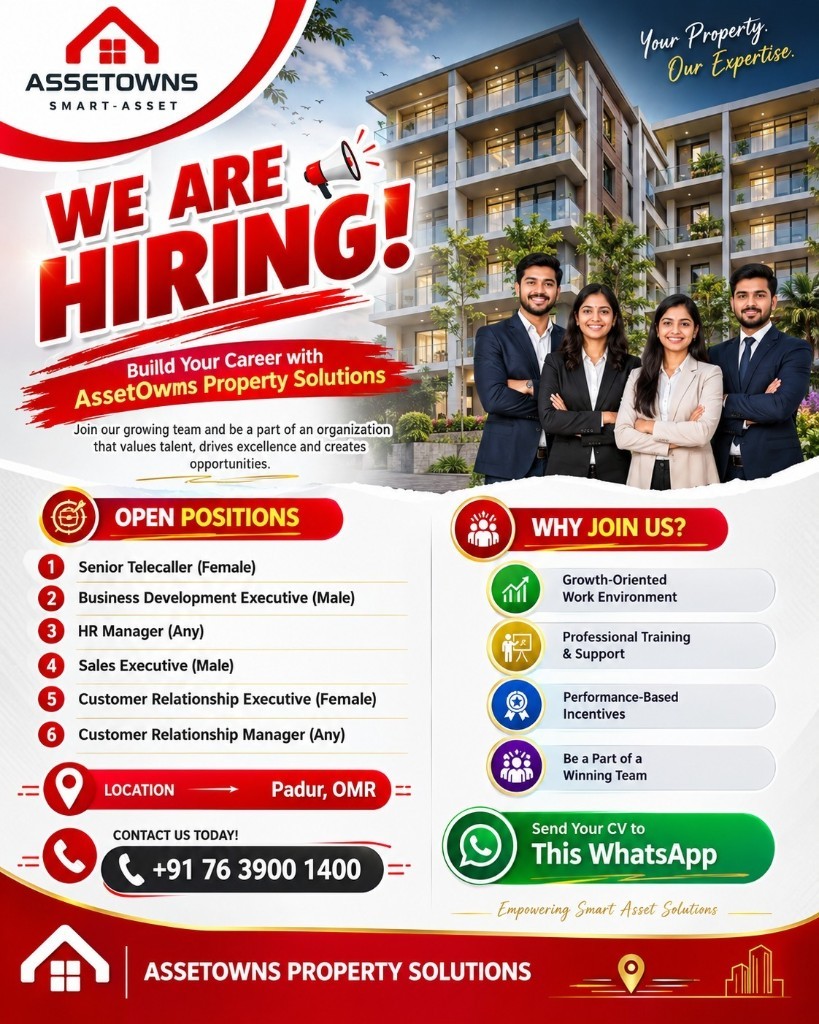 ASSETOWNS
SMART-ASSET
Your Property.
Our Expertise.
WE ARE
HIRING!
Build Your Career with
AssetOwms Property Solutions
Join our growing team and be a part of an organization
that values talent, drives excellence and creates
opportunities.
OPEN POSITIONS
1 Senior Telecaller (Female)
2 Business Development Executive (Male)
3 HR Manager (Any)
4 Sales Executive (Male)
5 Customer Relationship Executive (Female)
6 Customer Relationship Manager (Any)
LOCATION Padur, OMR
CONTACT US TODAY!
+91 76 3900 1400
WHY JOIN US?
Growth-Oriented
Work Environment
Professional Training
& Support
Performance-Based
Incentives
Be a Part of a
Winning Team
Send Your CV to
This WhatsApp
Empowering Smart Asset Solutions
ASSETOWNS PROPERTY SOLUTIONS